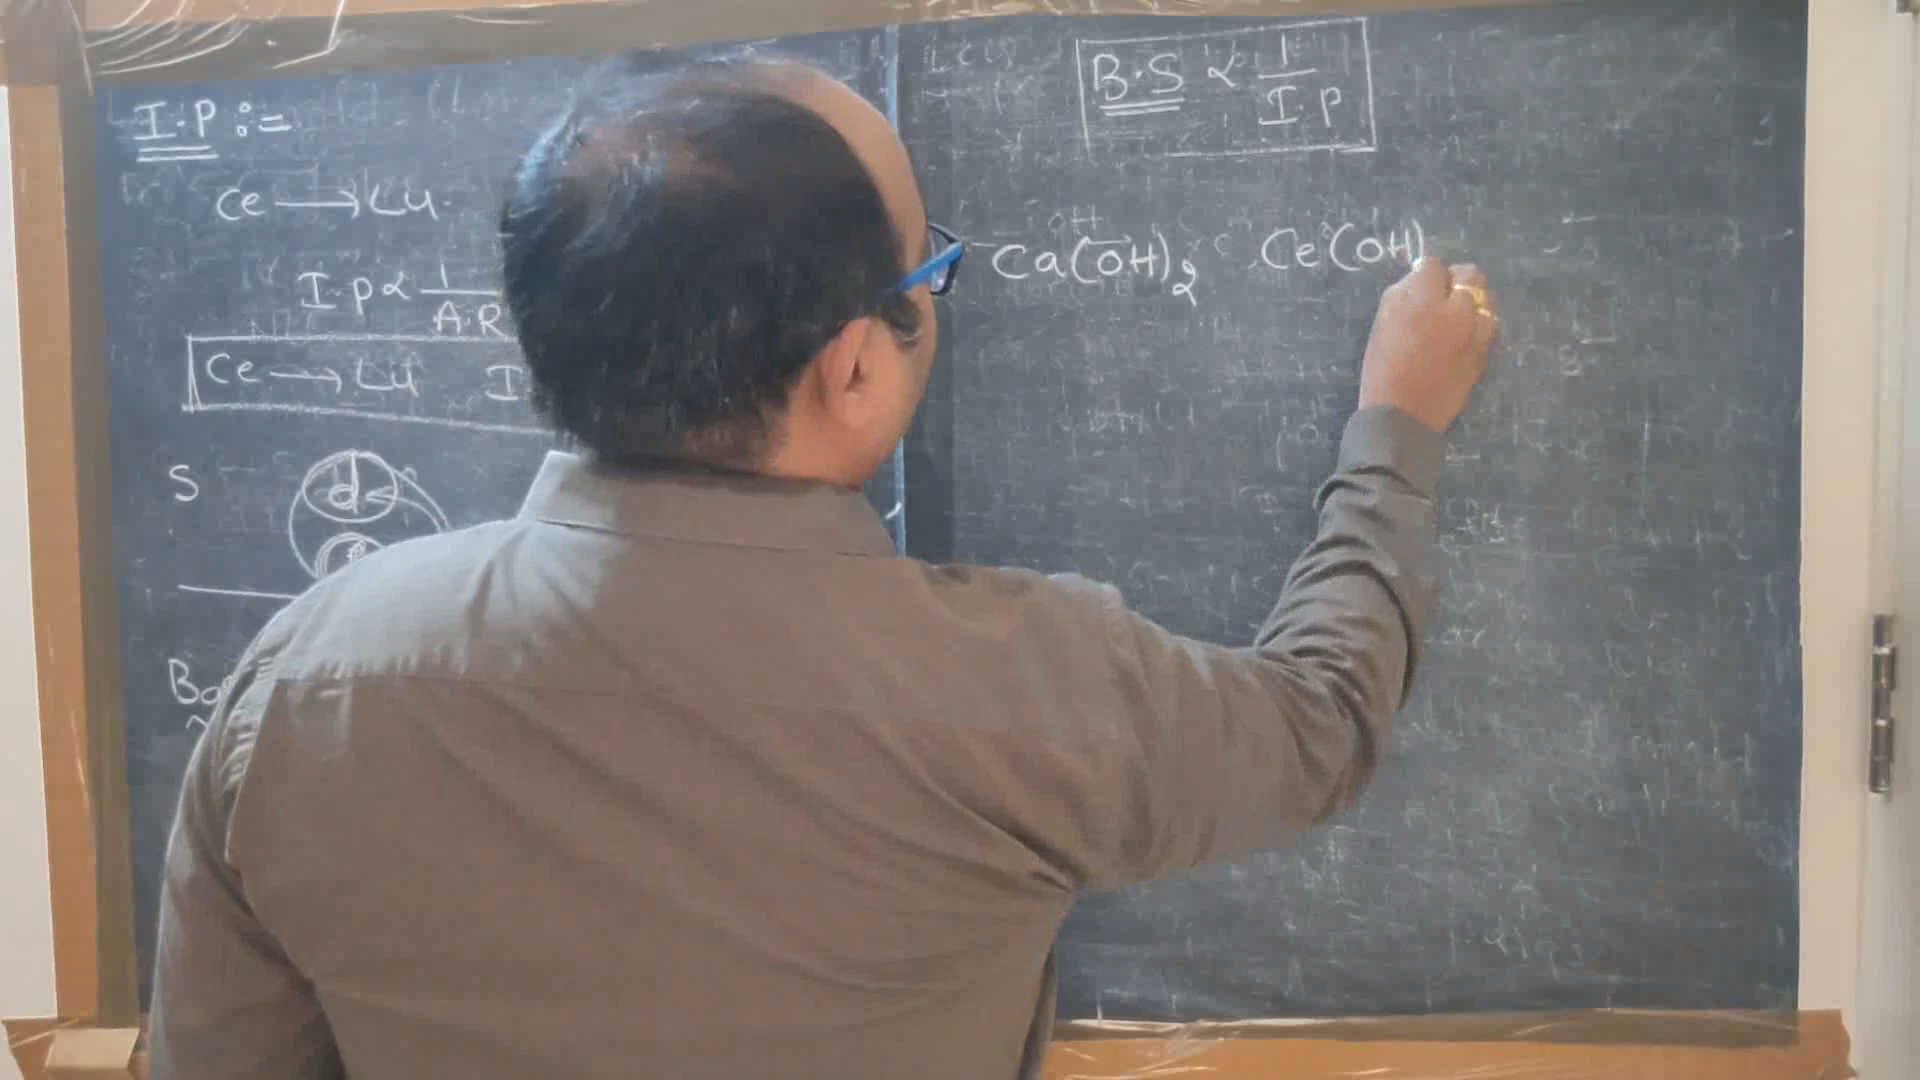 I.P :=
Ce ⟶ Lu
I.p ∝ 1/A.R
Ce ⟶ Lu I
S
d
Ba
B.S ∝ 1/I.P
Ca(OH)2 Ce(OH)